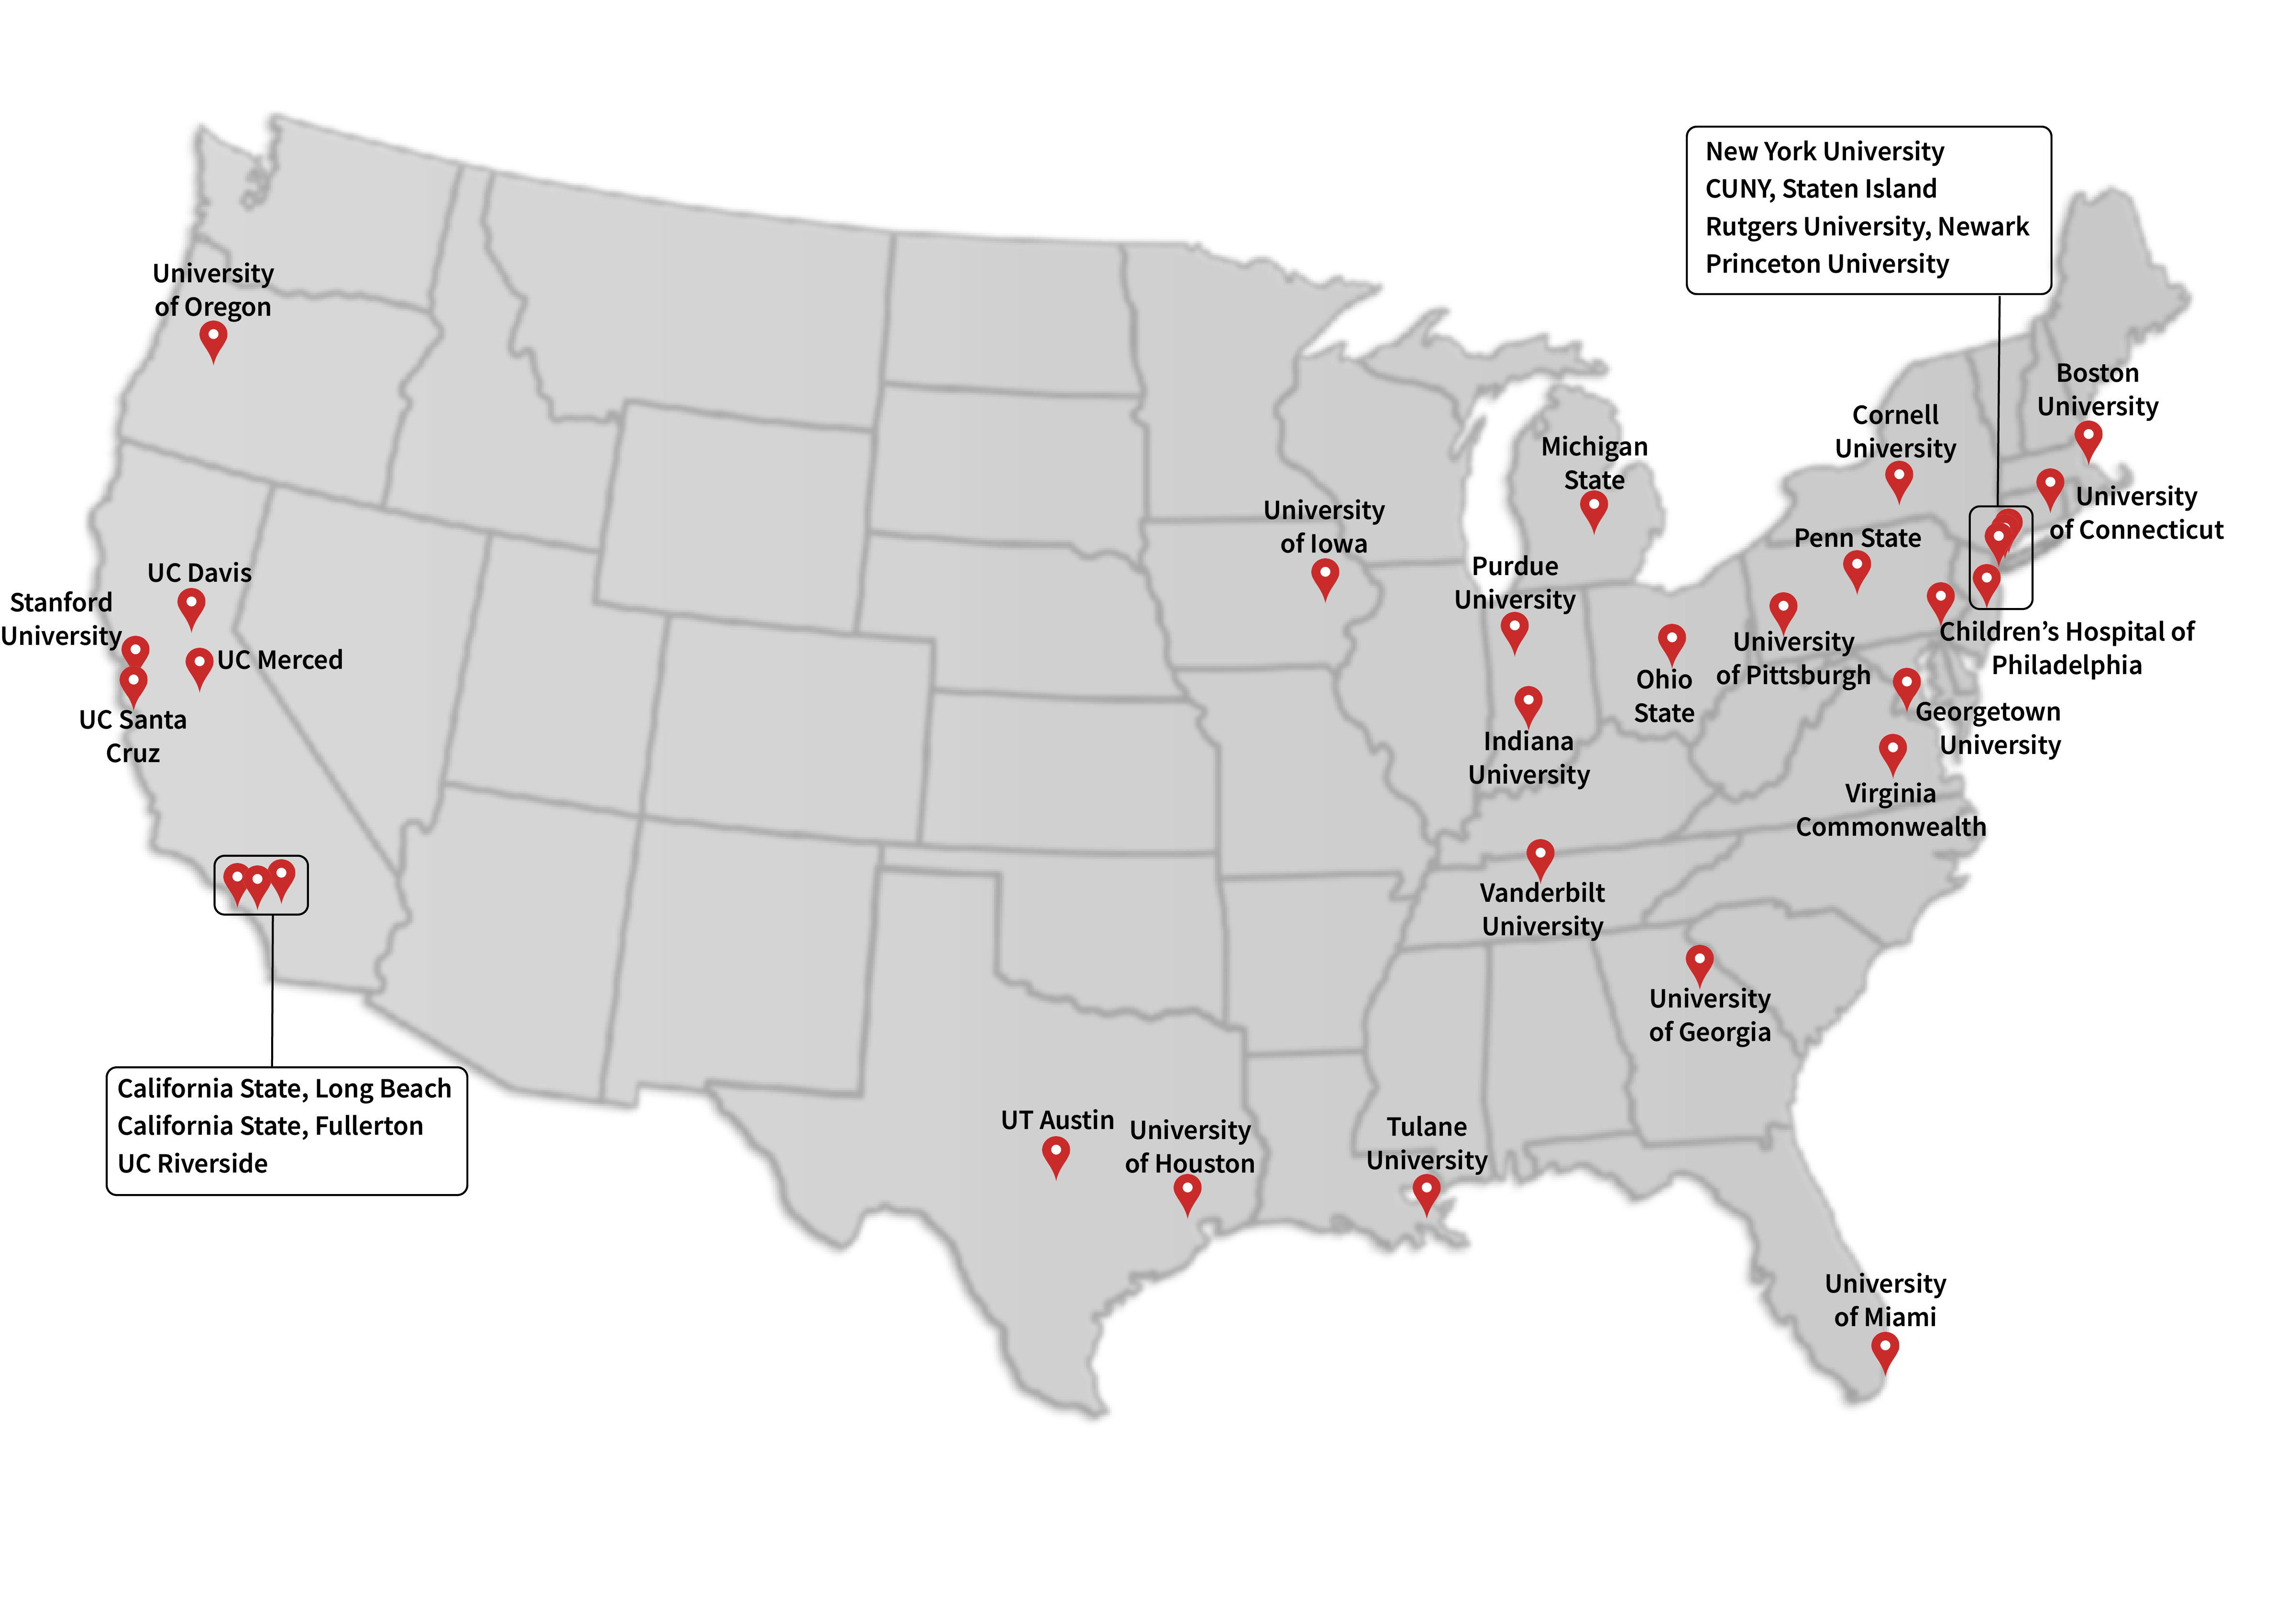 New York University
CUNY, Staten Island
Rutgers University, Newark
Princeton University
University
of Oregon
Boston
University
Cornell
University
Michigan
State
University
of Connecticut
University
of Iowa
Penn State
Purdue
University
UC Davis
Stanford
University
UC Merced
UC Santa
Cruz
Children’s Hospital of
Philadelphia
University
of Pittsburgh
Ohio
State
Georgetown
University
Indiana
University
Virginia
Commonwealth
Vanderbilt
University
University
of Georgia
California State, Long Beach
California State, Fullerton
UC Riverside
UT Austin
University
of Houston
Tulane
University
University
of Miami